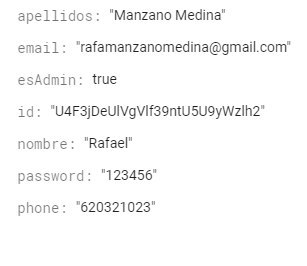 apellidos: "Manzano Medina"
email: "rafamanzanomedina@gmail.com"
esAdmin: true
id: "U4F3jDeUlVgVlf39ntU5U9yWzlh2"
nombre: "Rafael"
password: "123456"
phone: "620321023"